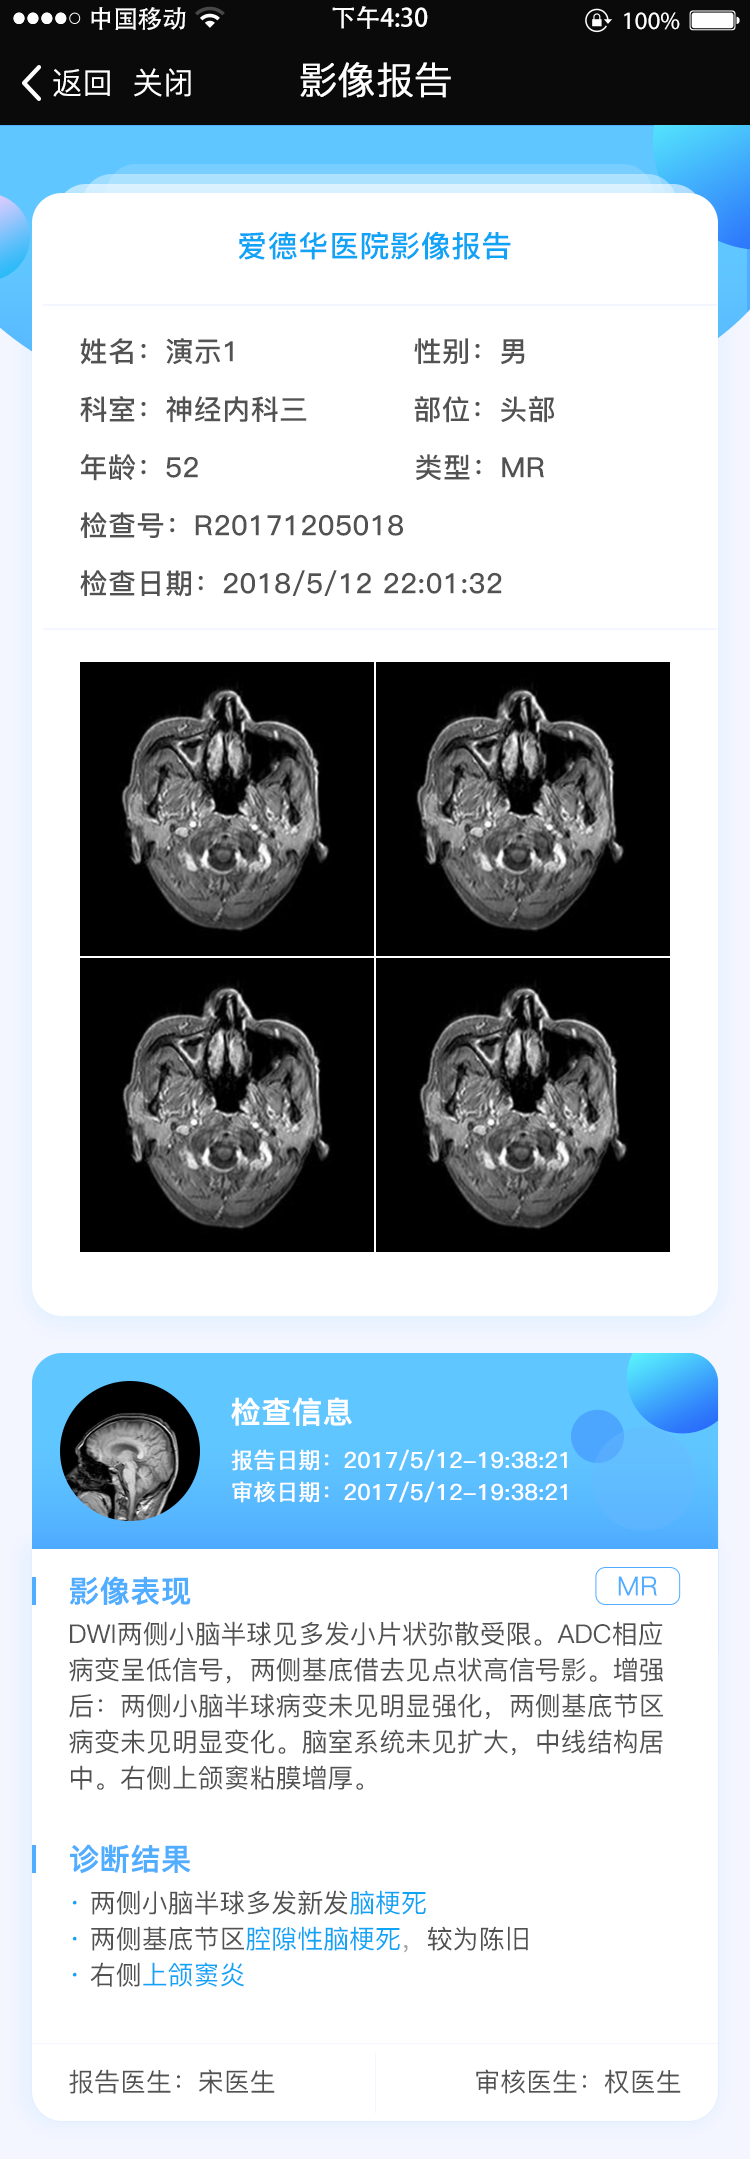 中国移动 下午4:30 100%
返回 关闭 影像报告
爱德华医院影像报告
姓名：演示1 性别：男
科室：神经内科三 部位：头部
年龄：52 类型：MR
检查号：R20171205018
检查日期：2018/5/12 22:01:32
检查信息
报告日期：2017/5/12-19:38:21
审核日期：2017/5/12-19:38:21
影像表现 MR
DWI两侧小脑半球见多发小片状弥散受限。ADC相应
病变呈低信号，两侧基底借去见点状高信号影。增强
后：两侧小脑半球病变未见明显强化，两侧基底节区
病变未见明显变化。脑室系统未见扩大，中线结构居
中。右侧上颌窦粘膜增厚。
诊断结果
· 两侧小脑半球多发新发脑梗死
· 两侧基底节区腔隙性脑梗死，较为陈旧
· 右侧上颌窦炎
报告医生：宋医生 审核医生：权医生